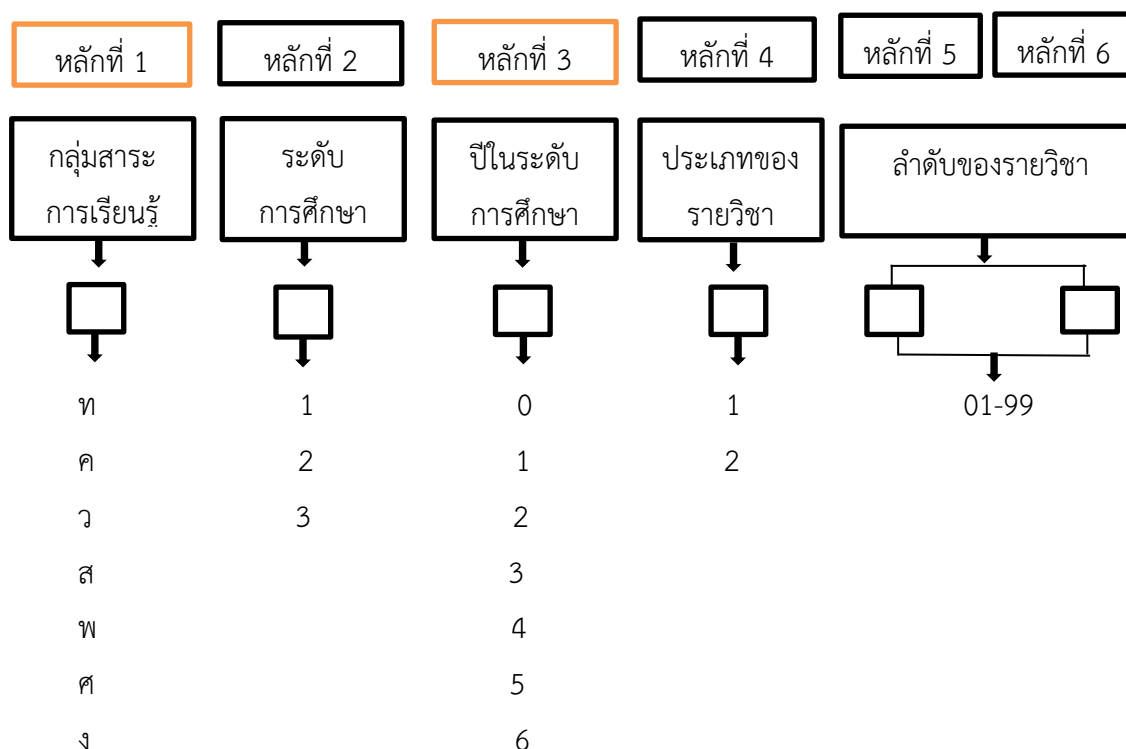 หลักที่ 1 หลักที่ 2 หลักที่ 3 หลักที่ 4 หลักที่ 5 หลักที่ 6
กลุ่มสาระ ระดับ ปีในระดับ ประเภทของ ลำดับของรายวิชา
การเรียนรู้ การศึกษา การศึกษา รายวิชา
ท 1 0 1 01-99
ค 2 1 2
ว 3 2
ส 3
พ 4
ศ 5
ง 6